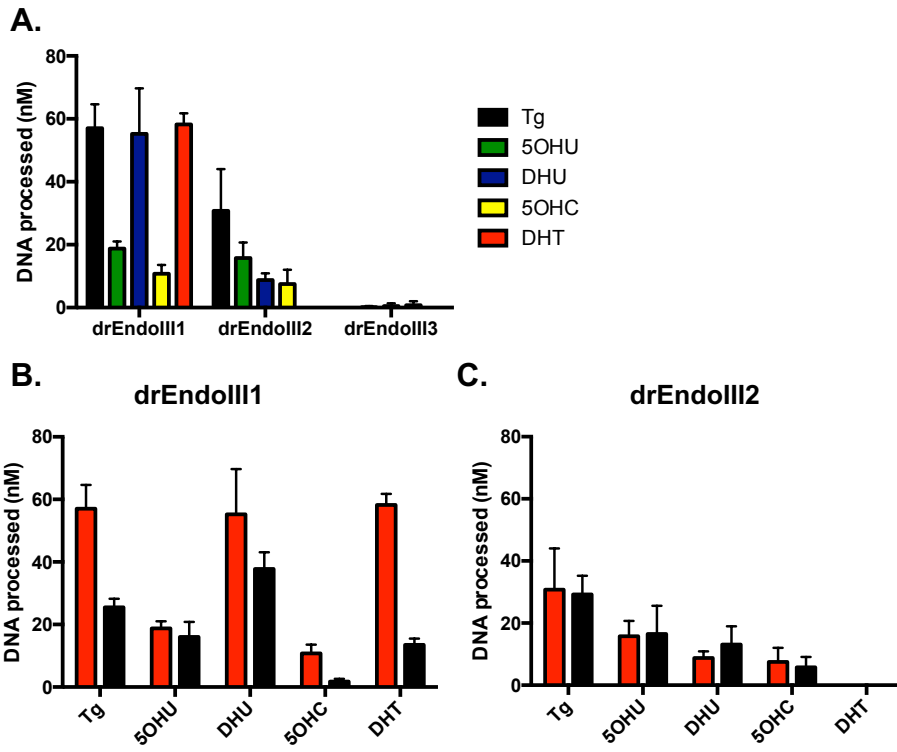 A.
DNA processed (nM)
80
60
40
20
0
drEndoIII1
drEndoIII2
drEndoIII3
Tg
5OHU
DHU
5OHC
DHT
B.
drEndoIII1
DNA processed (nM)
80
60
40
20
0
Tg
5OHU
DHU
5OHC
DHT
C.
drEndoIII2
DNA processed (nM)
80
60
40
20
0
Tg
5OHU
DHU
5OHC
DHT